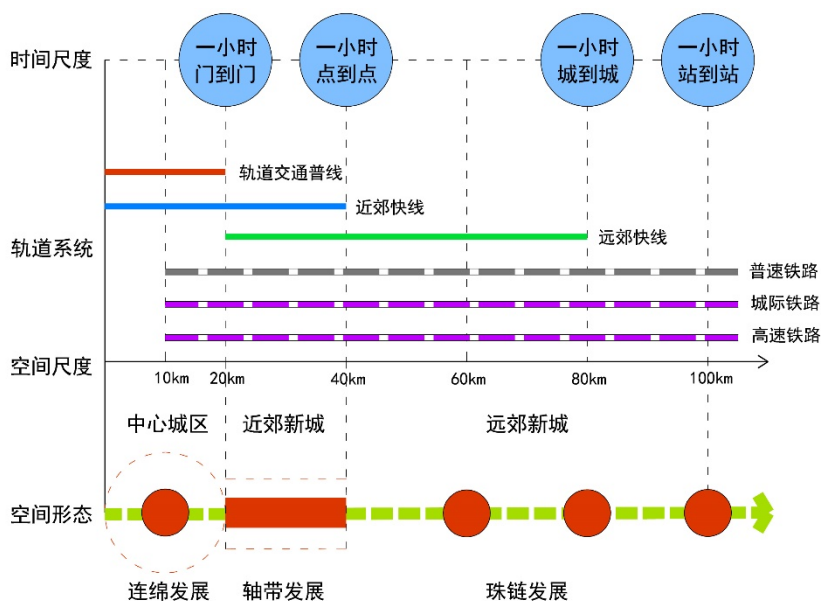 时间尺度
一小时
门到门
一小时
点到点
一小时
城到城
一小时
站到站
轨道交通普线
近郊快线
轨道系统
远郊快线
普速铁路
城际铁路
高速铁路
空间尺度
10km
20km
40km
60km
80km
100km
中心城区
近郊新城
远郊新城
空间形态
连绵发展
轴带发展
珠链发展